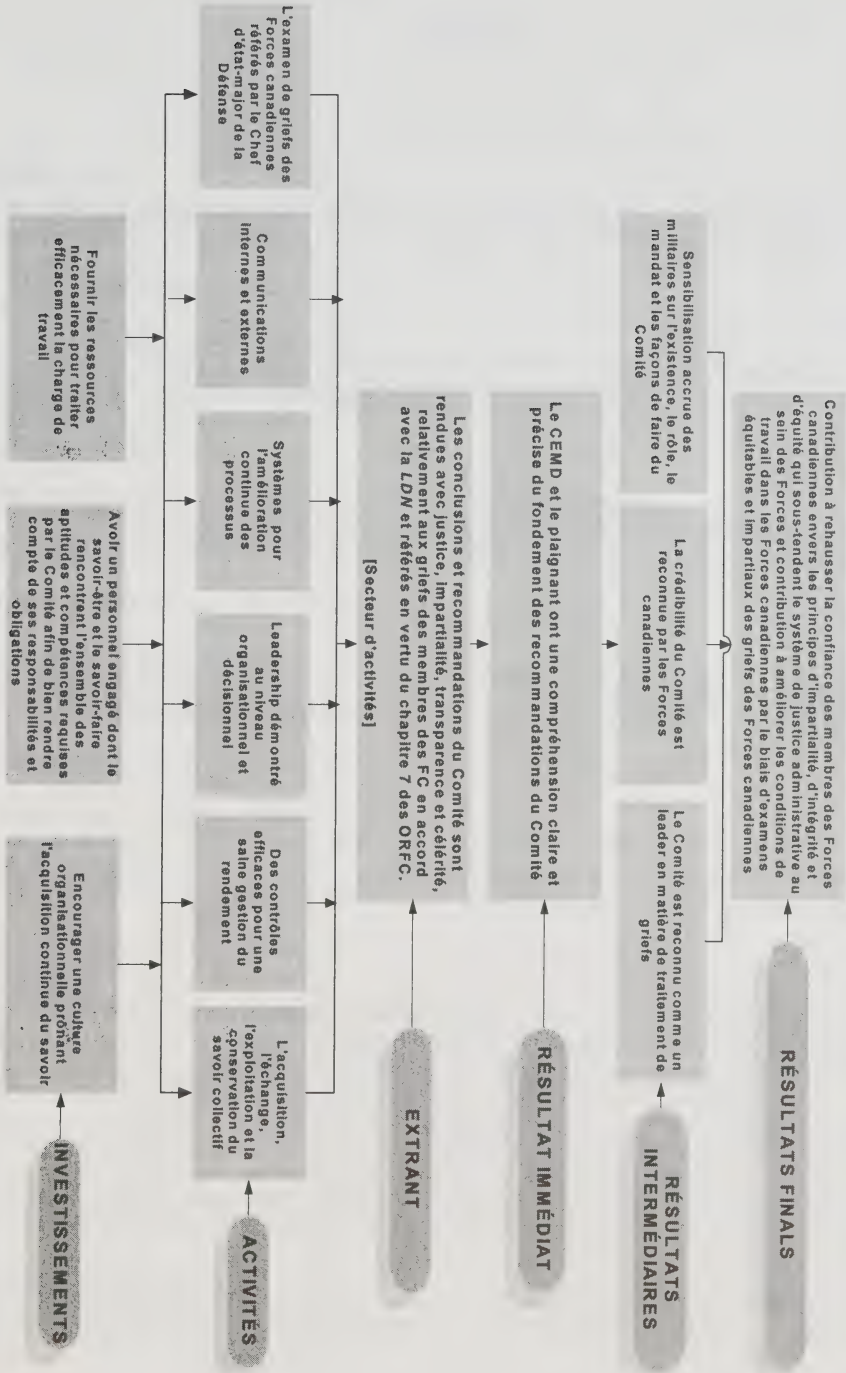 Contribution à rehausser la confiance des membres des Forces
canadiennes envers les principes d'impartialité, d'intégrité et
d'équité qui sous-tendent le système de justice administrative au
sein des Forces et contribution à améliorer les conditions de
travail dans les Forces canadiennes par le biais d'examens
équitables et impartiaux des griefs des Forces canadiennes
RÉSULTATS FINALS
Sensibilisation accrue des
militaires sur l'existence, le rôle, le
mandat et les façons de faire du
Comité
La crédibilité du Comité est
reconnue par les Forces
canadiennes
Le Comité est reconnu comme un
leader en matière de traitement de
griefs
RÉSULTATS
INTERMÉDIAIRES
Le CEMD et le plaignant ont une compréhension claire et
précise du fondement des recommandations du Comité
RÉSULTAT IMMÉDIAT
Les conclusions et recommandations du Comité sont
rendues avec justice, impartialité, transparence et célérité,
relativement aux griefs des membres des FC en accord
avec la LDN et référés en vertu du chapitre 7 des ORFC.
[Secteur d'activités]
EXTRANT
L'examen de griefs des
Forces canadiennes
référés par le Chef
d'état-major de la
Défense
Communications
internes et externes
Systèmes pour
l'amélioration
continue des
processus
Leadership démontré
au niveau
organisationnel et
décisionnel
Des contrôles
efficaces pour une
saine gestion du
rendement
L'acquisition,
l'échange,
l'exploitation et la
conservation du
savoir collectif
ACTIVITÉS
Fournir les ressources
nécessaires pour traiter
efficacement la charge de
travail
Avoir un personnel engagé dont le
savoir-être et le savoir-faire
rencontrent l'ensemble des
aptitudes et compétences requises
par le Comité afin de bien rendre
compte de ses responsabilités et
obligations
Encourager une culture
organisationnelle prônant
l'acquisition continue du savoir
INVESTISSEMENTS